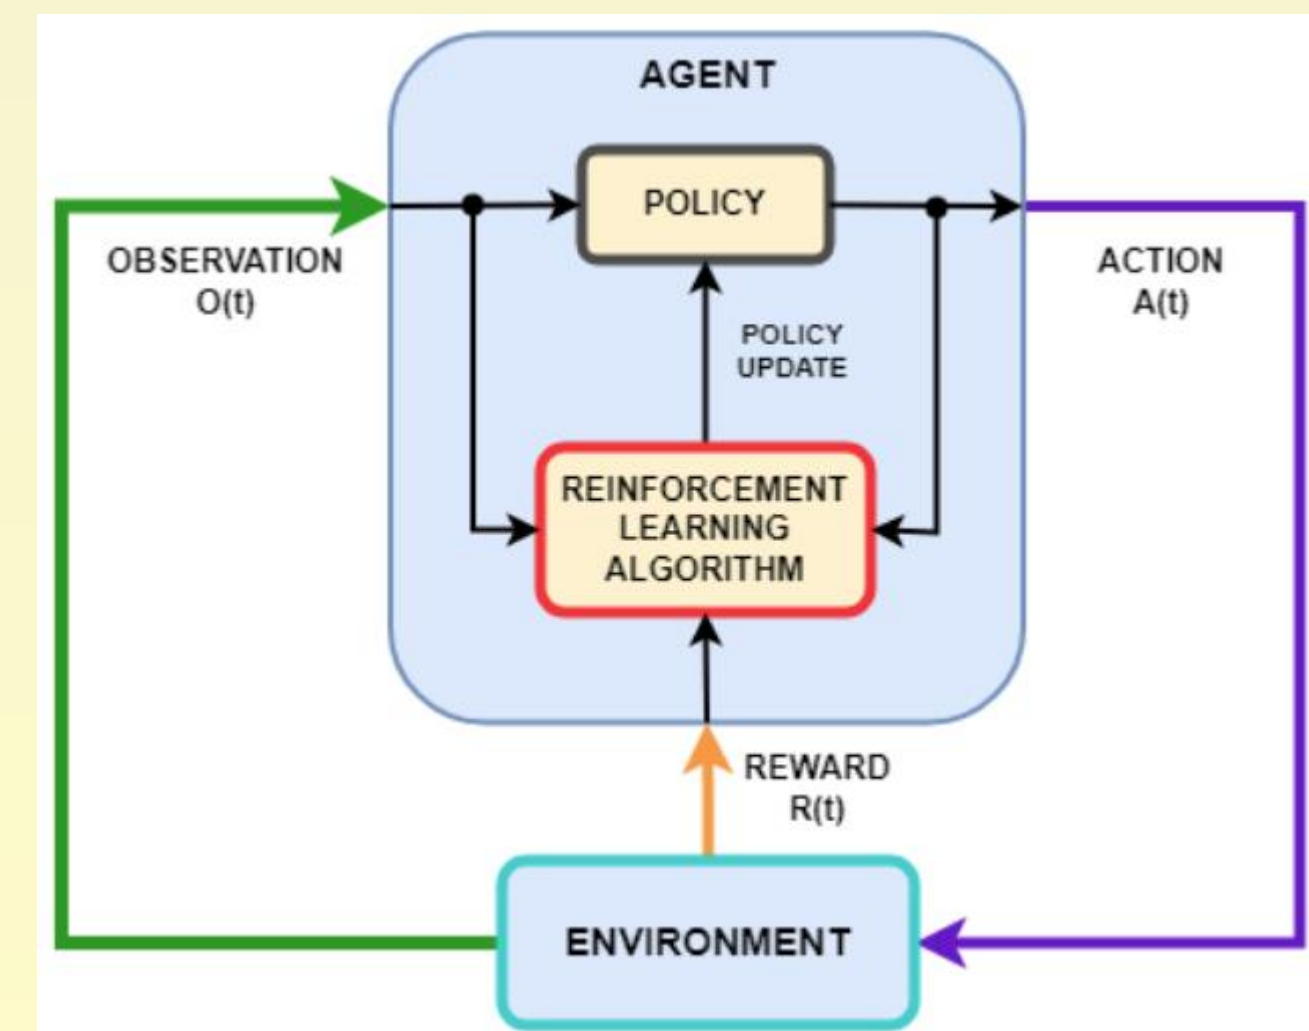 AGENT
POLICY
OBSERVATION
O(t)
ACTION
A(t)
POLICY
UPDATE
REINFORCEMENT
LEARNING
ALGORITHM
REWARD
R(t)
ENVIRONMENT